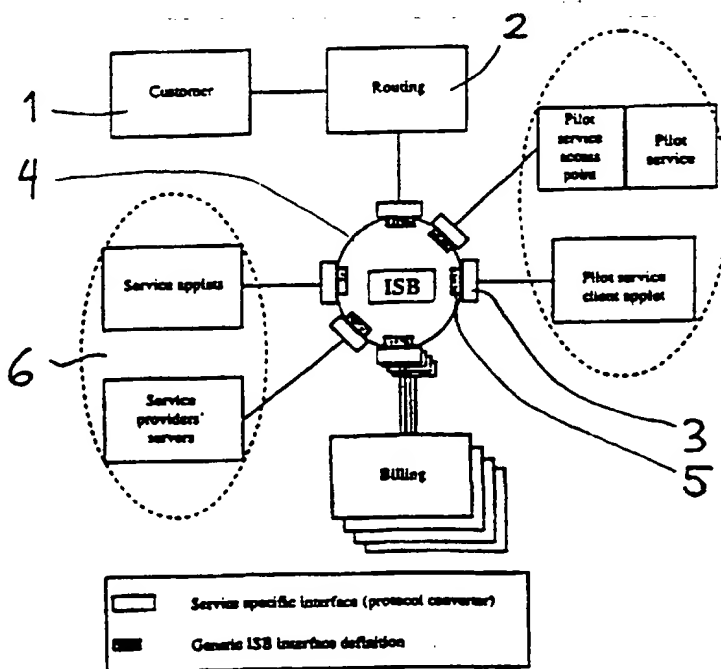 2
1
Customer
Routing
Pilot
service
access
point
Pilot
service
4
Service applets
ISB
Pilot service
client applet
6
Service
providers'
servers
3
5
Billing
Service specific interface (protocol converter)
Generic ISB interface definition